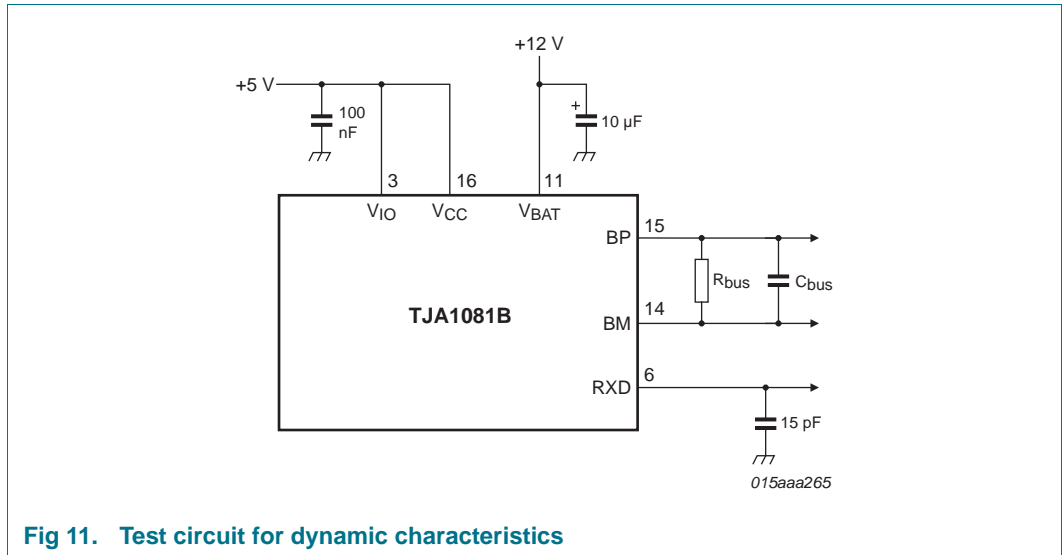 +12 V
+5 V
100
nF
+
10 µF
3
16
11
VIO
VCC
VBAT
BP
15
Rbus
Cbus
TJA1081B
BM
14
RXD
6
15 pF
015aaa265
Fig 11. Test circuit for dynamic characteristics